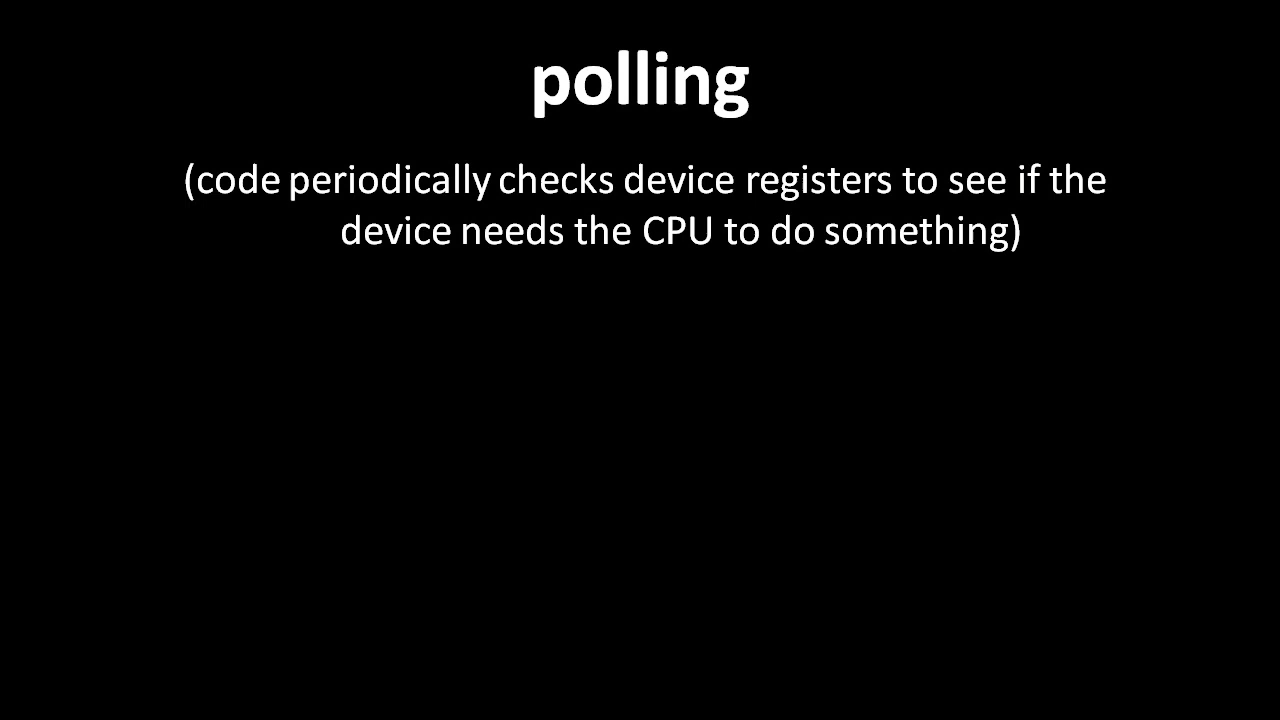 polling
(code periodically checks device registers to see if the
device needs the CPU to do something)